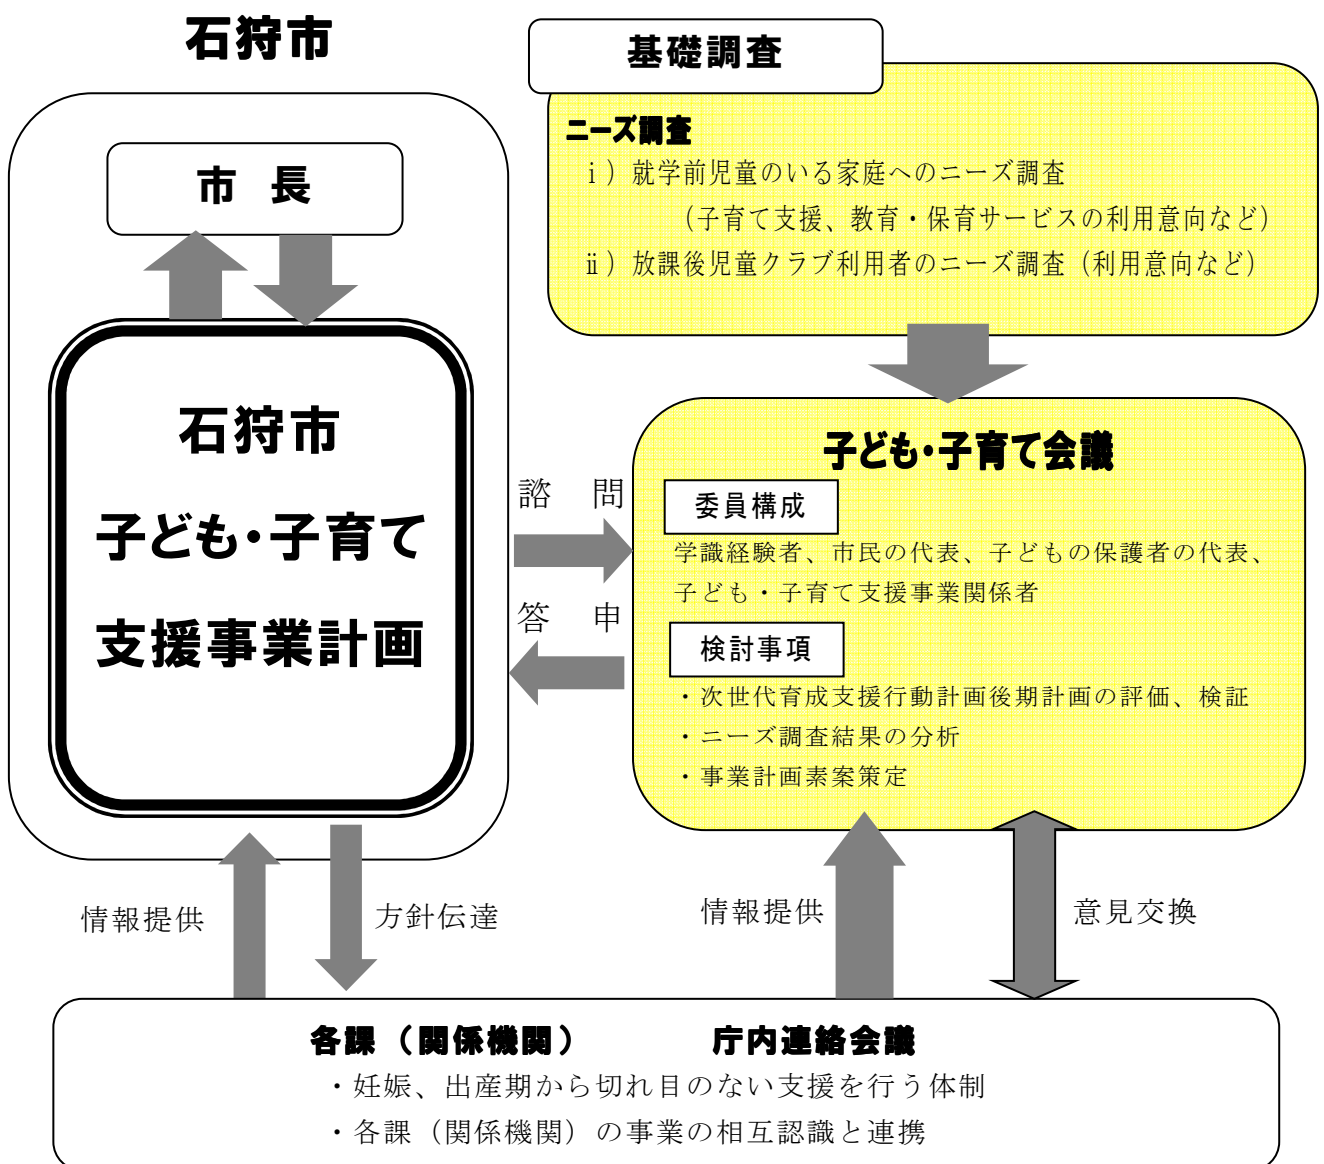 石狩市
市 長
石狩市
子ども・子育て
支援事業計画
基礎調査
ニーズ調査
ⅰ）就学前児童のいる家庭へのニーズ調査
（子育て支援、教育・保育サービスの利用意向など）
ⅱ）放課後児童クラブ利用者のニーズ調査（利用意向など）
諮 問
答 申
子ども・子育て会議
委員構成
学識経験者、市民の代表、子どもの保護者の代表、
子ども・子育て支援事業関係者
検討事項
・次世代育成支援行動計画後期計画の評価、検証
・ニーズ調査結果の分析
・事業計画素案策定
情報提供
方針伝達
情報提供
意見交換
各課（関係機関） 庁内連絡会議
・妊娠、出産期から切れ目のない支援を行う体制
・各課（関係機関）の事業の相互認識と連携